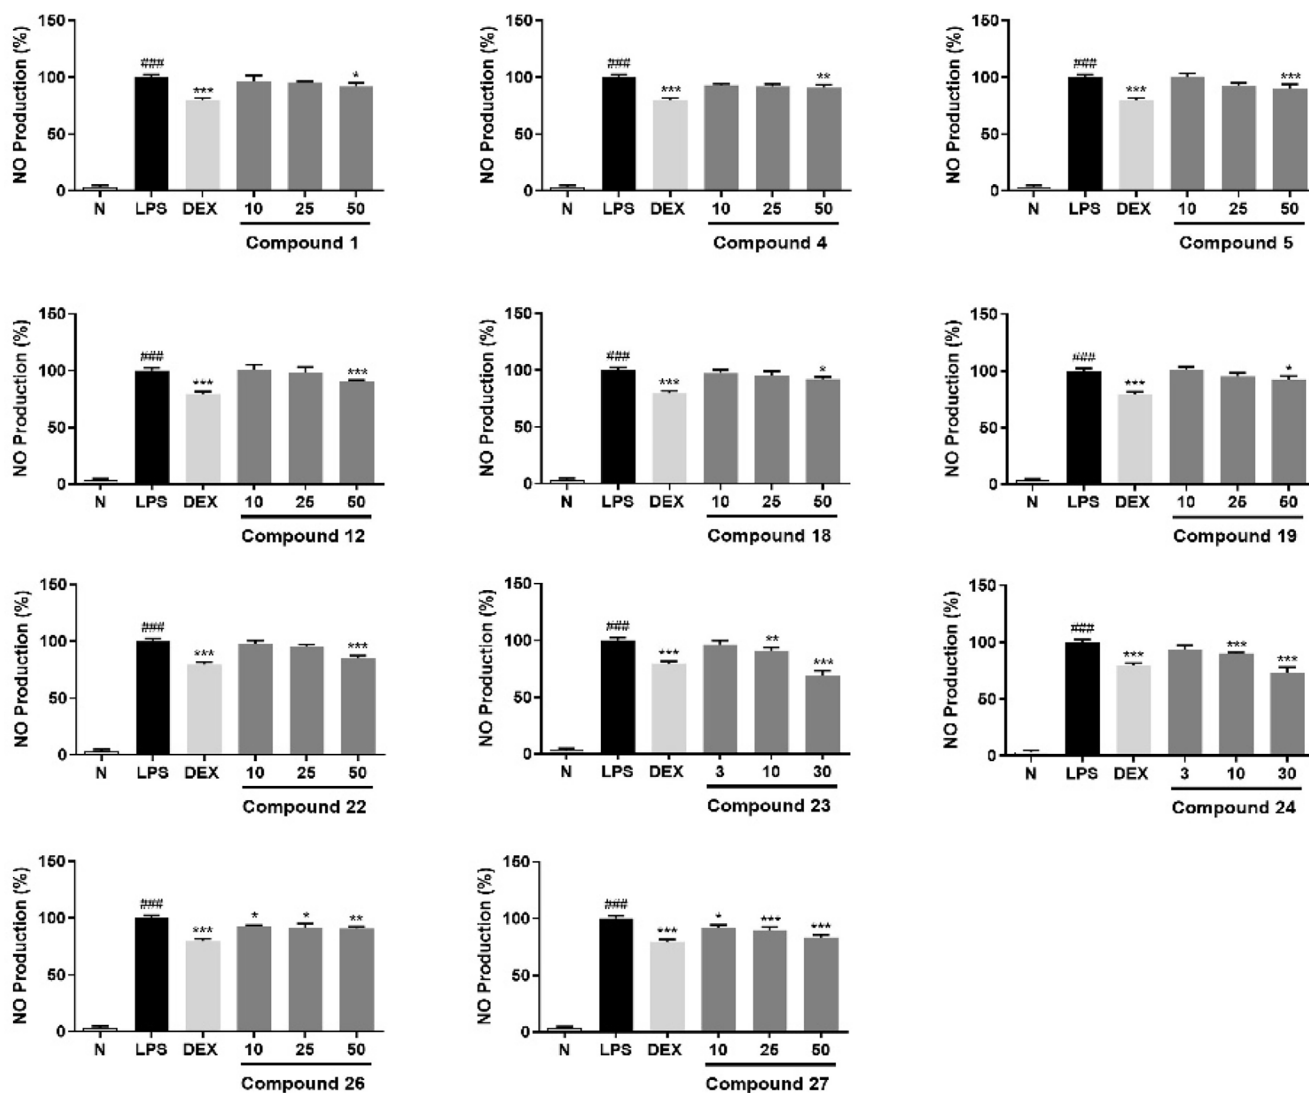 NO Production (%)
150
100
50
0
###
***
*
N LPS DEX 10 25 50
Compound 1
NO Production (%)
150
100
50
0
###
***
**
N LPS DEX 10 25 50
Compound 4
NO Production (%)
150
100
50
0
###
***
***
N LPS DEX 10 25 50
Compound 5
NO Production (%)
150
100
50
0
###
***
***
N LPS DEX 10 25 50
Compound 12
NO Production (%)
150
100
50
0
###
***
*
N LPS DEX 10 25 50
Compound 18
NO Production (%)
150
100
50
0
###
***
*
N LPS DEX 10 25 50
Compound 19
NO Production (%)
150
100
50
0
###
***
***
N LPS DEX 10 25 50
Compound 22
NO Production (%)
150
100
50
0
###
***
**
***
N LPS DEX 3 10 30
Compound 23
NO Production (%)
150
100
50
0
###
***
***
***
N LPS DEX 3 10 30
Compound 24
NO Production (%)
150
100
50
0
###
***
*
*
**
N LPS DEX 10 25 50
Compound 26
NO Production (%)
150
100
50
0
###
***
*
***
***
N LPS DEX 10 25 50
Compound 27